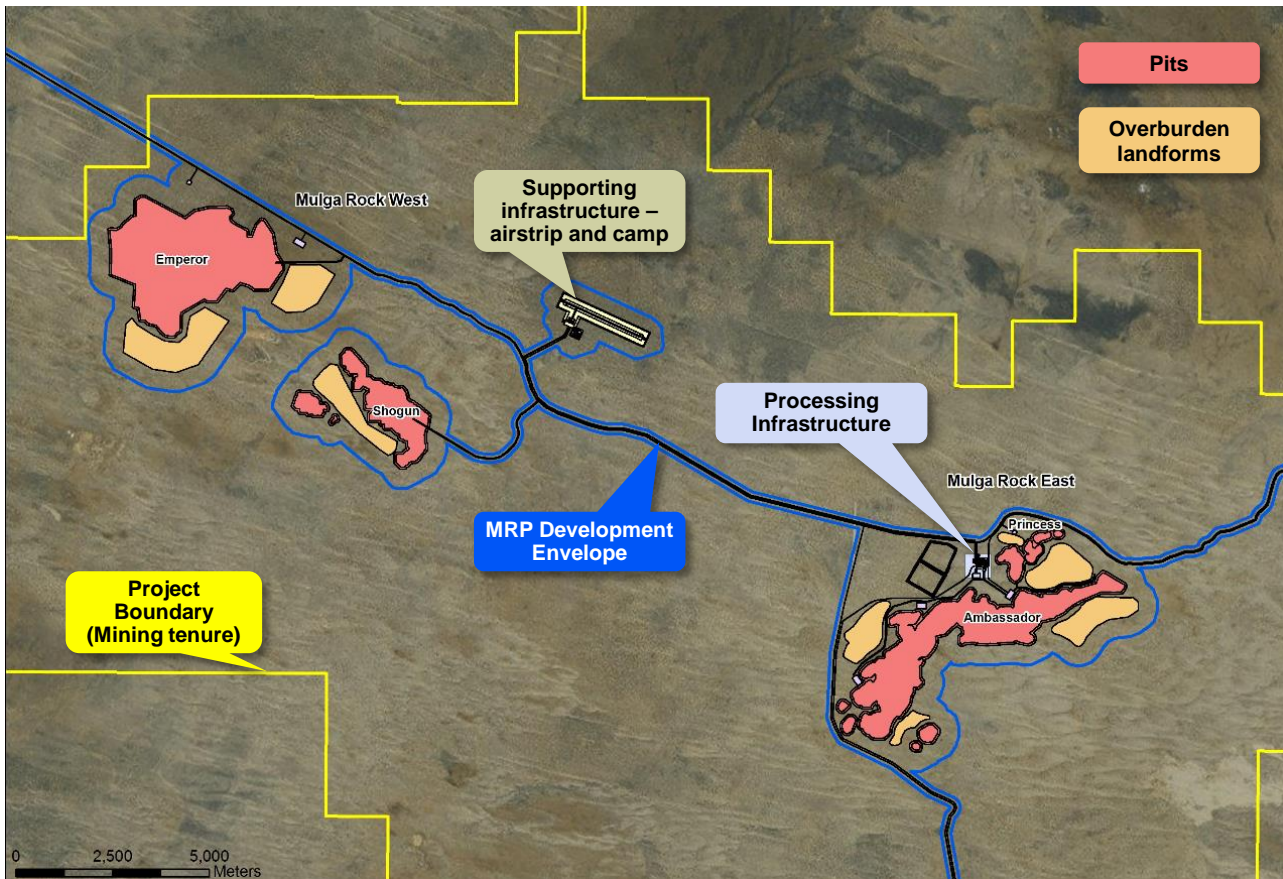 Pits
Overburden
landforms
Supporting
infrastructure –
airstrip and camp
Mulga Rock West
Emperor
Shogun
Processing
Infrastructure
Mulga Rock East
Princess
MRP Development
Envelope
Ambassador
Project
Boundary
(Mining tenure)
0 2,500 5,000
Meters